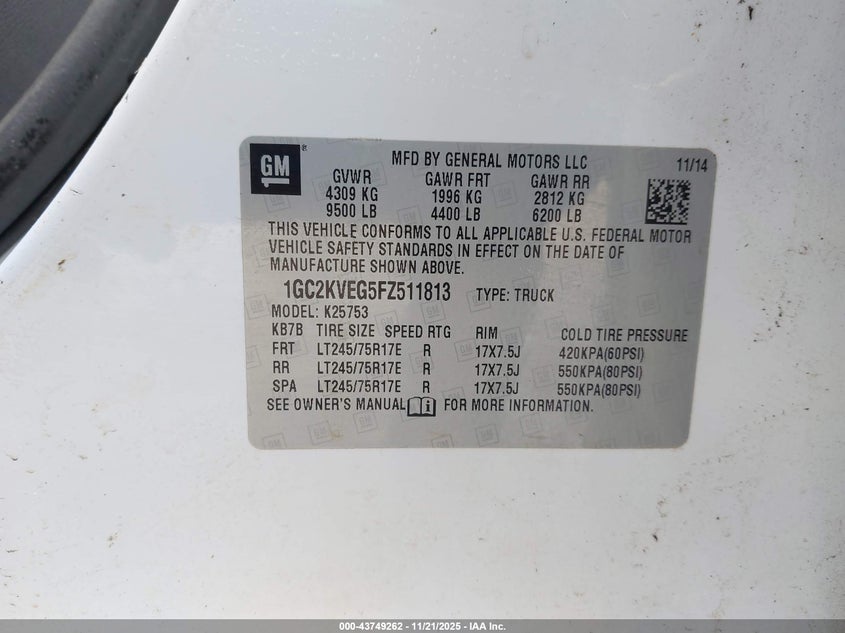 GM
MFD BY GENERAL MOTORS LLC 11/14
GVWR GAWR FRT GAWR RR
4309 KG 1996 KG 2812 KG
9500 LB 4400 LB 6200 LB
THIS VEHICLE CONFORMS TO ALL APPLICABLE U.S. FEDERAL MOTOR
VEHICLE SAFETY STANDARDS IN EFFECT ON THE DATE OF
MANUFACTURE SHOWN ABOVE.
1GC2KVEG5FZ511813 TYPE: TRUCK
MODEL: K25753
KB7B TIRE SIZE SPEED RTG RIM COLD TIRE PRESSURE
FRT LT245/75R17E R 17X7.5J 420KPA(60PSI)
RR LT245/75R17E R 17X7.5J 550KPA(80PSI)
SPA LT245/75R17E R 17X7.5J 550KPA(80PSI)
SEE OWNER'S MANUAL FOR MORE INFORMATION.
000-43749262 - 11/21/2025 - IAA Inc.